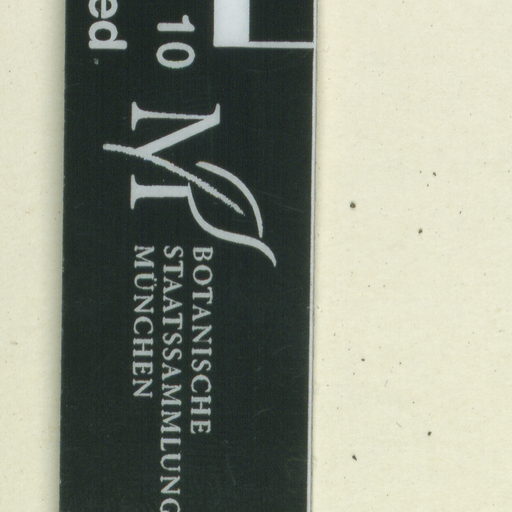 ed
10
M
BOTANISCHE
STAATSSAMMLUNG
MÜNCHEN